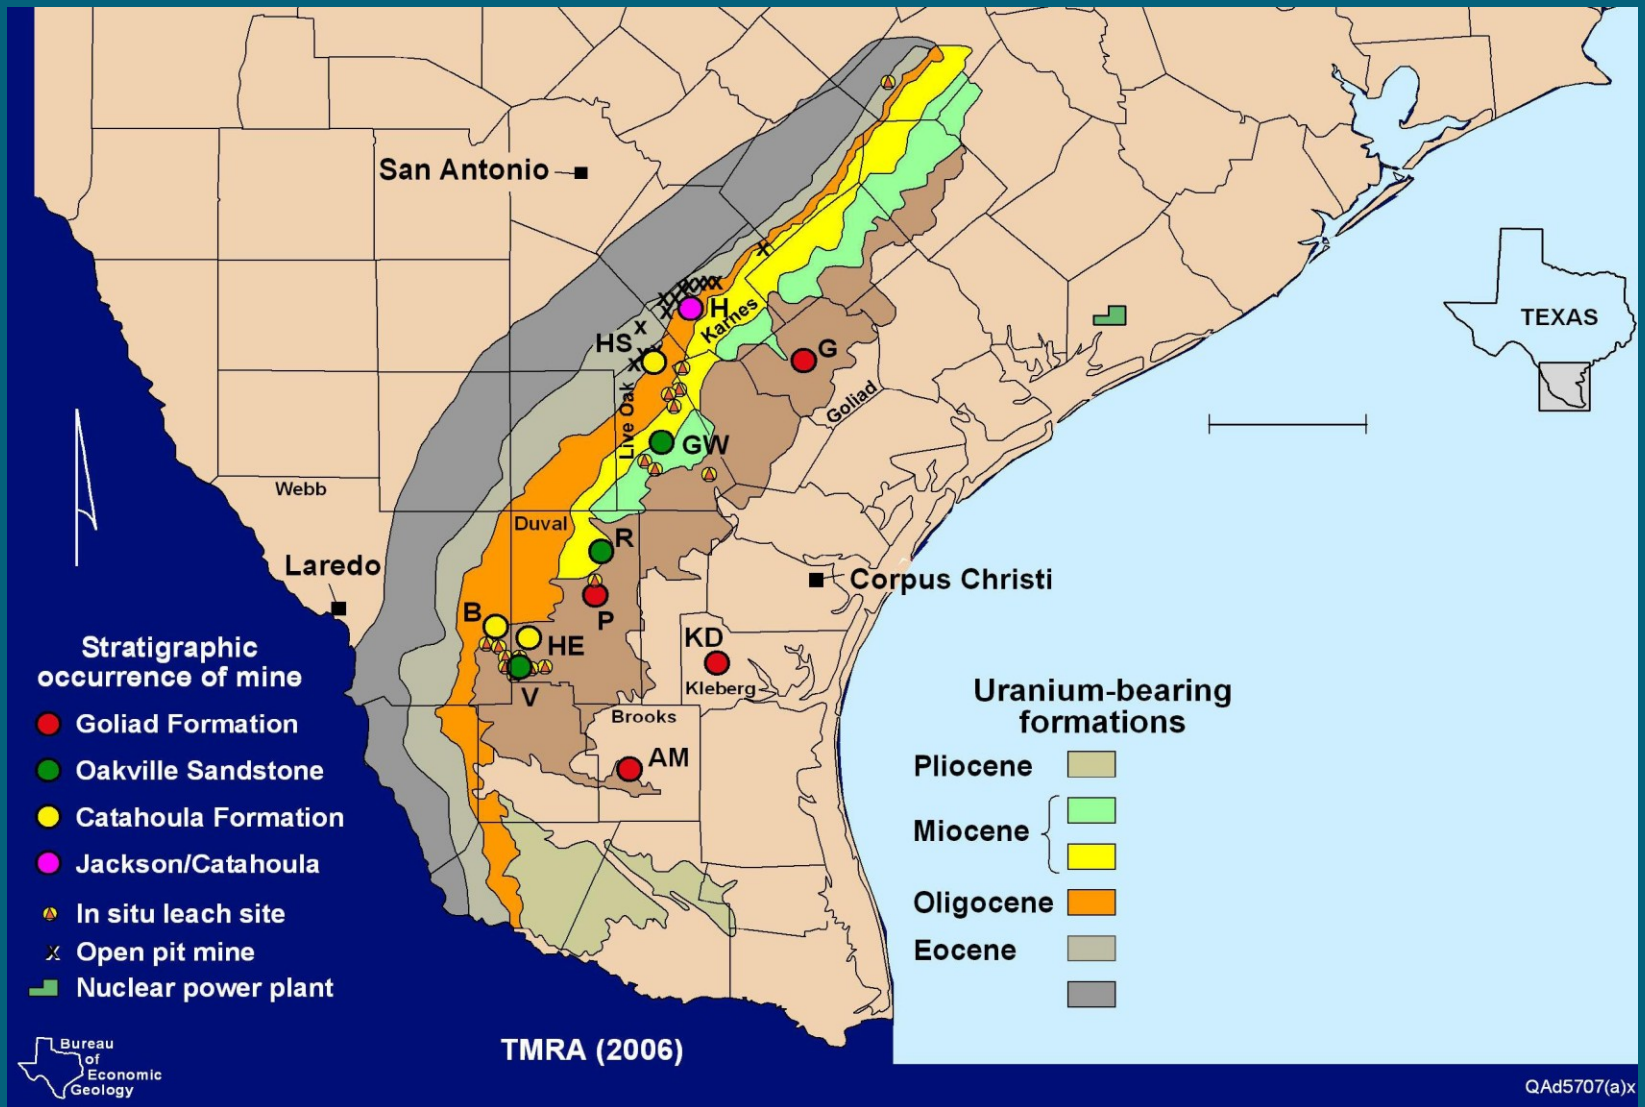 San Antonio
H
Karnes
HS
G
Live Oak
Goliad
TEXAS
GW
Webb
Duval
R
Laredo
Corpus Christi
B
P
HE
KD
V
Kleberg
Brooks
AM
Stratigraphic
occurrence of mine
Goliad Formation
Oakville Sandstone
Catahoula Formation
Jackson/Catahoula
In situ leach site
x Open pit mine
Nuclear power plant
Uranium-bearing
formations
Pliocene
Miocene
Oligocene
Eocene
Bureau
of
Economic
Geology
TMRA (2006)
QAd5707(a)x